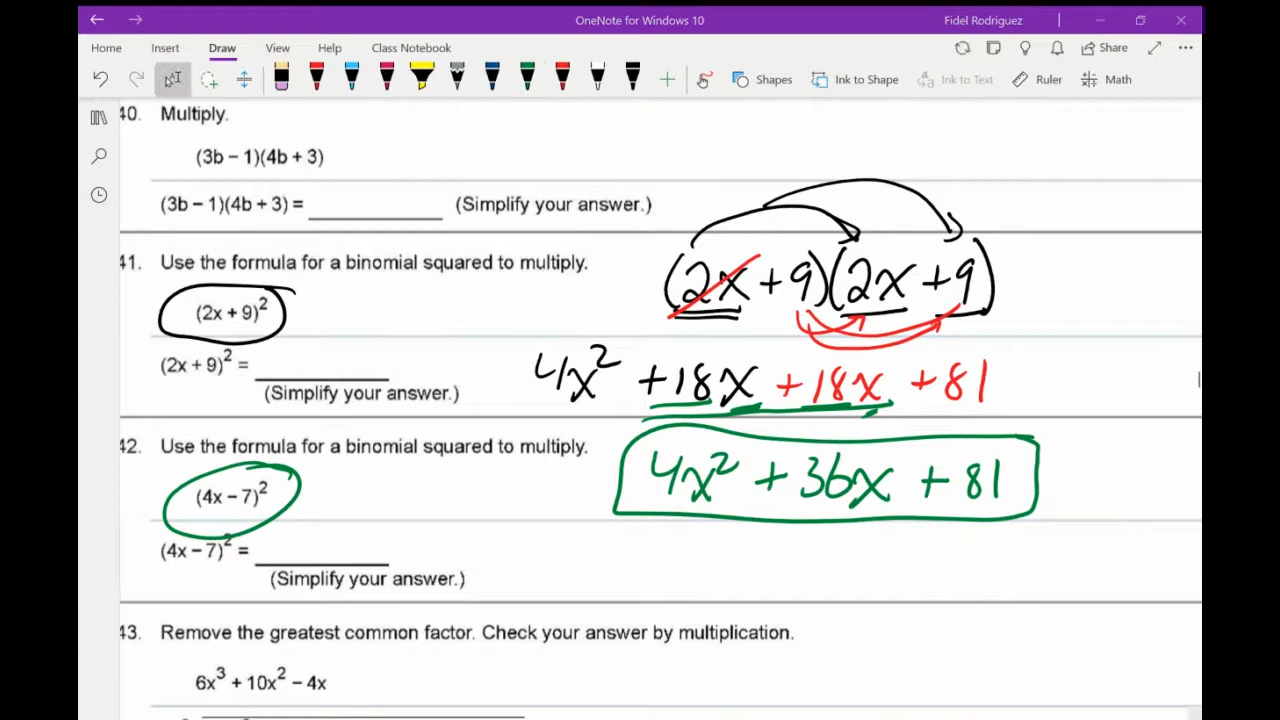 OneNote for Windows 10
Fidel Rodriguez
Home Insert Draw View Help Class Notebook
Share
Shapes Ink to Shape Ink to Text Ruler Math
40. Multiply.
(3b − 1)(4b + 3)
(3b − 1)(4b + 3) = ________ (Simplify your answer.)
41. Use the formula for a binomial squared to multiply.
(2x + 9)²
(2x + 9)² = ________
(Simplify your answer.)
(2x + 9)(2x + 9)
4x² + 18x + 18x + 81
4x² + 36x + 81
42. Use the formula for a binomial squared to multiply.
(4x − 7)²
(4x − 7)² = ________
(Simplify your answer.)
43. Remove the greatest common factor. Check your answer by multiplication.
6x³ + 10x² − 4x